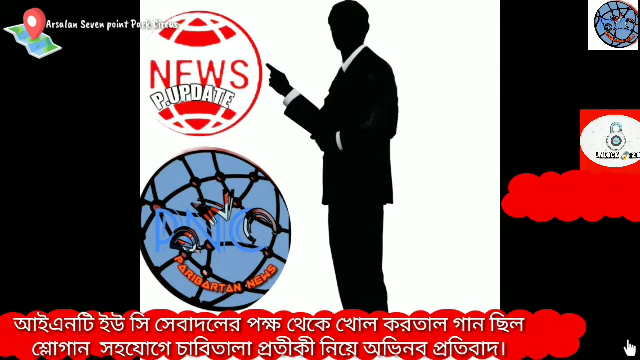 Arsalan Seven point Park Circus
NEWS
P.UPDATE
PNC
PARIBARTAN NEWS
আইএনটি ইউ সি সেবাদলের পক্ষ থেকে খোল করতাল গান ছিল
শ্লোগান সহযোগে চাবিতালা প্রতীকী নিয়ে অভিনব প্রতিবাদ।